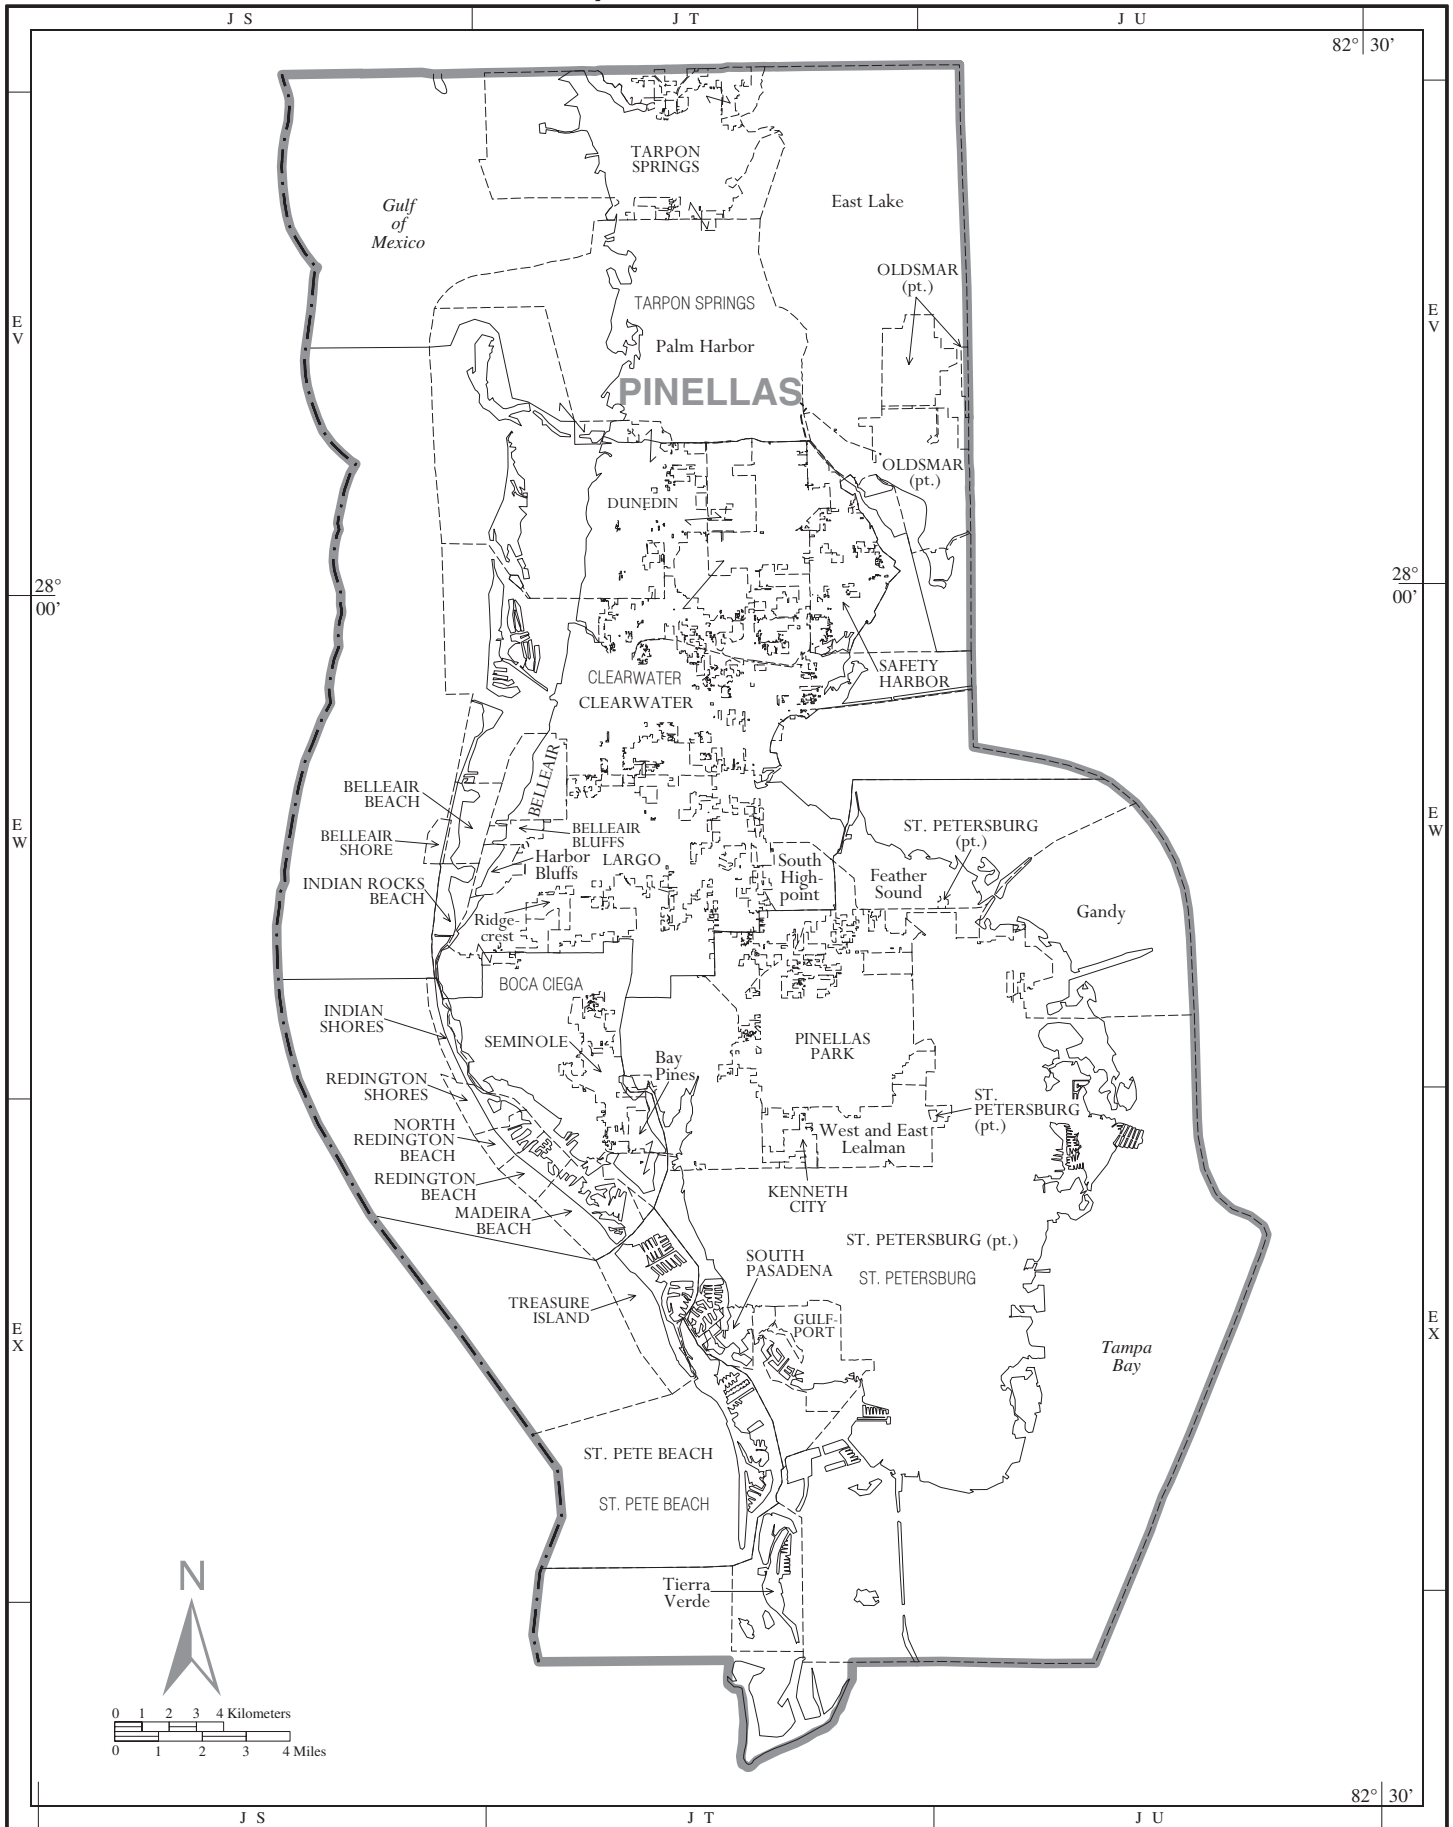 J S
J T
J U
82° 30’
TARPON
SPRINGS
Gulf
of
Mexico
East Lake
OLDSMAR
(pt.)
TARPON SPRINGS
E
V
E
V
Palm Harbor
PINELLAS
OLDSMAR
(pt.)
DUNEDIN
28°
00’
28°
00’
SAFETY
HARBOR
CLEARWATER
CLEARWATER
BELLEAIR
BELLEAIR
BEACH
BELLEAIR
SHORE
BELLEAIR
BLUFFS
Harbor
Bluffs
LARGO
E
W
E
W
ST. PETERSBURG
(pt.)
South
High-
point
Feather
Sound
INDIAN ROCKS
BEACH
Ridge-
crest
Gandy
BOCA CIEGA
INDIAN
SHORES
SEMINOLE
Bay
Pines
PINELLAS
PARK
REDINGTON
SHORES
ST.
PETERSBURG
(pt.)
NORTH
REDINGTON
BEACH
West and East
Lealman
REDINGTON
BEACH
KENNETH
CITY
MADEIRA
BEACH
ST. PETERSBURG (pt.)
SOUTH
PASADENA
ST. PETERSBURG
TREASURE
ISLAND
GULF-
PORT
E
X
E
X
Tampa
Bay
ST. PETE BEACH
ST. PETE BEACH
Tierra
Verde
N
0 1 2 3 4 Kilometers
0 1 2 3 4 Miles
82° 30’
J S
J T
J U